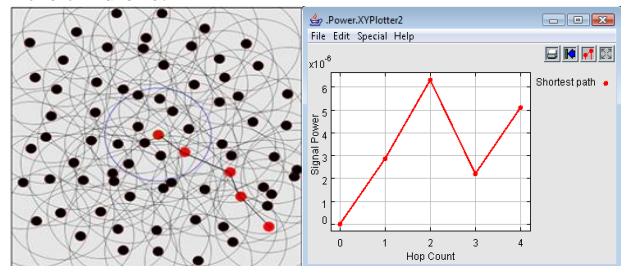 .Power.XYPlotter2
File Edit Special Help
x10^-6
Shortest path
6
5
4
3
2
1
0
Signal Power
0 1 2 3 4
Hop Count